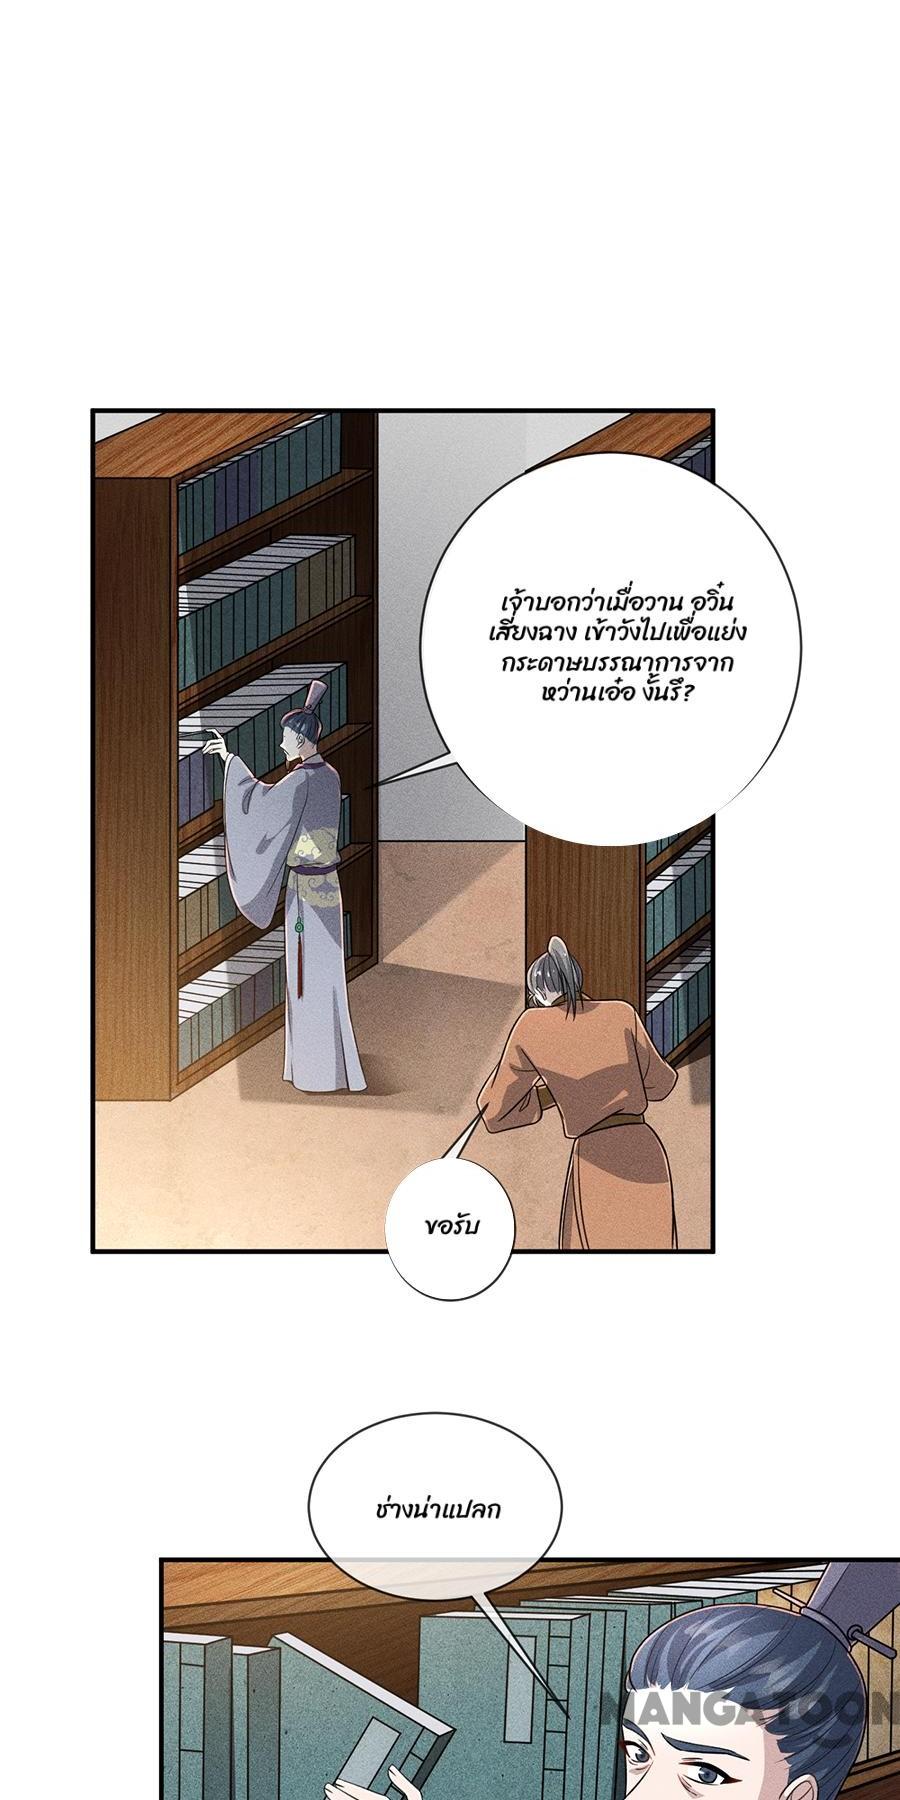 เจ้าบอกว่าเมื่อวาน อวิ๋น
เสี่ยงฉาง เข้าวังไปเพื่อแย่ง
กระดาษบรรณาการจาก
หว่านเอ๋อ งั้นรึ?
ขอรับ
ช่างน่าแปลก
MANGATOON